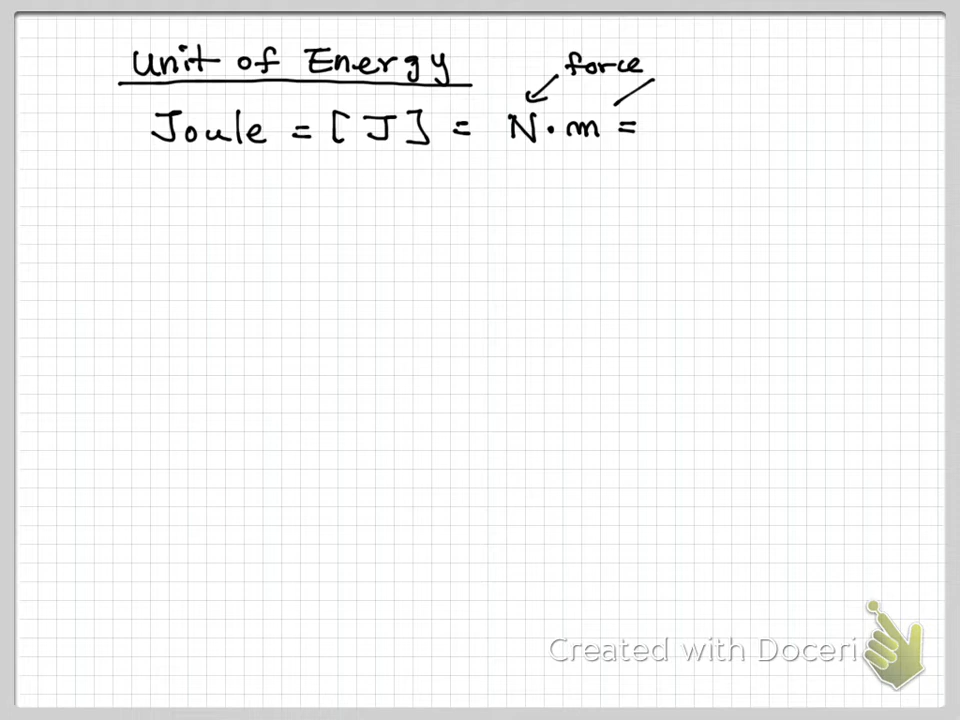 Unit of Energy
force
Joule = [J] = N·m =
Created with Doceri